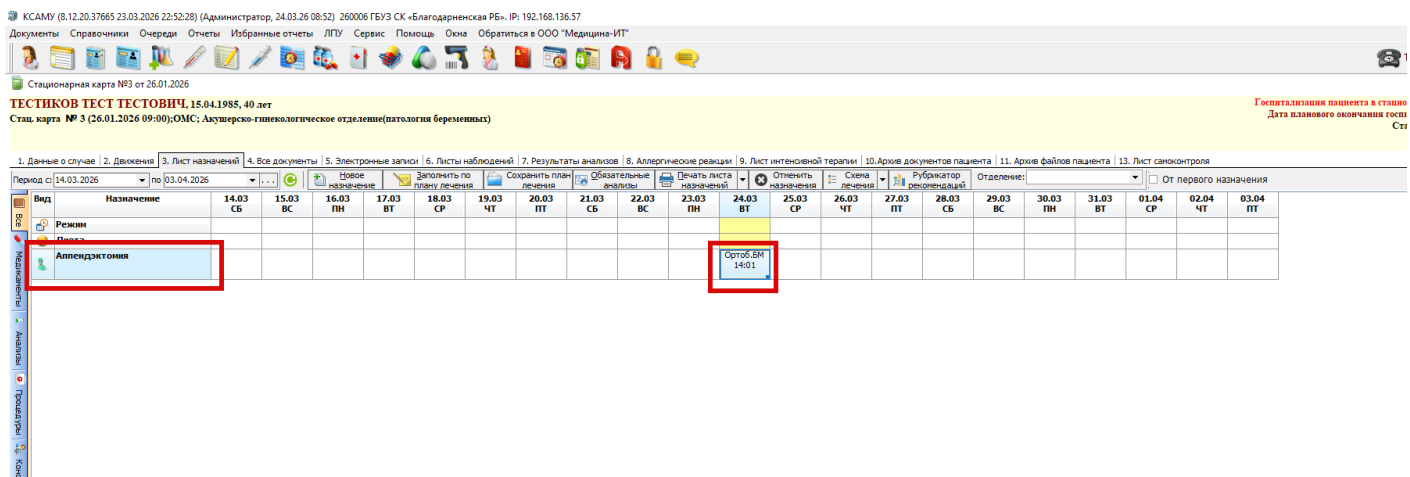 КСАМУ (8.12.20.37665 23.03.2026 22:52:28) (Администратор, 24.03.26 08:52) 260006 ГБУЗ СК «Благодарненская РБ». IP: 192.168.136.57
Документы Справочники Очереди Отчеты Избранные отчеты ЛПУ Сервис Помощь Окна Обратиться в ООО "Медицина-ИТ"
Стационарная карта №3 от 26.01.2026
ТЕСТИКОВ ТЕСТ ТЕСТОВИЧ, 15.04.1985, 40 лет
Госпитализация пациента в стацио
Стац. карта № 3 (26.01.2026 09:00);ОМС; Акушерско-гинекологическое отделение(патология беременных)
Дата планового окончания госпи
Ста
1. Данные о случае 2. Движения 3. Лист назначений 4. Все документы 5. Электронные записи 6. Листы наблюдений 7. Результаты анализов 8. Аллергические реакции 9. Лист интенсивной терапии 10.Архив документов пациента 11. Архив файлов пациента 13. Лист самоконтроля
Период с: 14.03.2026 по 03.04.2026 ... Новое назначение Заполнить по плану лечения Сохранить план лечения Обязательные анализы Печать листа назначений Отменить назначения Схема лечения Рубрикатор рекомендаций Отделение: От первого назначения
Вид Назначение 14.03 СБ 15.03 ВС 16.03 ПН 17.03 ВТ 18.03 СР 19.03 ЧТ 20.03 ПТ 21.03 СБ 22.03 ВС 23.03 ПН 24.03 ВТ 25.03 СР 26.03 ЧТ 27.03 ПТ 28.03 СБ 29.03 ВС 30.03 ПН 31.03 ВТ 01.04 СР 02.04 ЧТ 03.04 ПТ
Режим
Диета
Аппендэктомия
Ортоб.БМ
14:01
Все
Медикаменты
Анализы
Процедуры